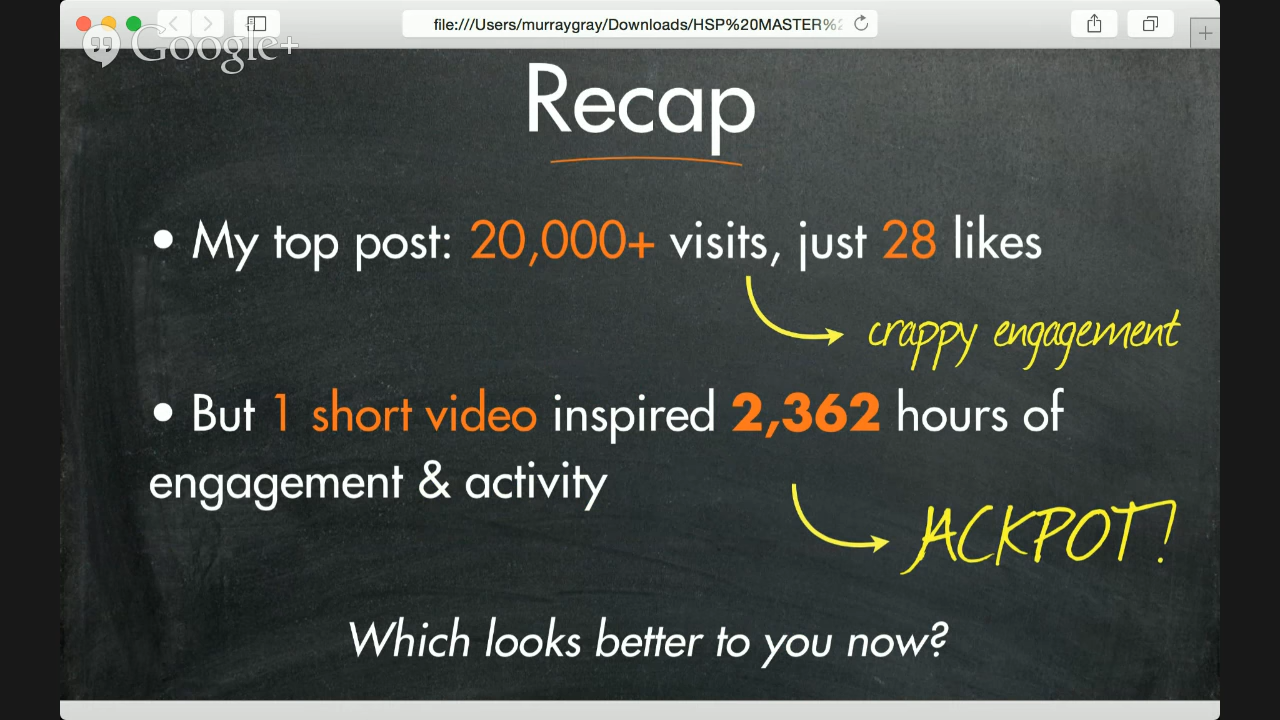 file:///Users/murraygray/Downloads/HSP%20MASTER%2
Google+
Recap
• My top post: 20,000+ visits, just 28 likes
crappy engagement
• But 1 short video inspired 2,362 hours of
engagement & activity
JACKPOT!
Which looks better to you now?